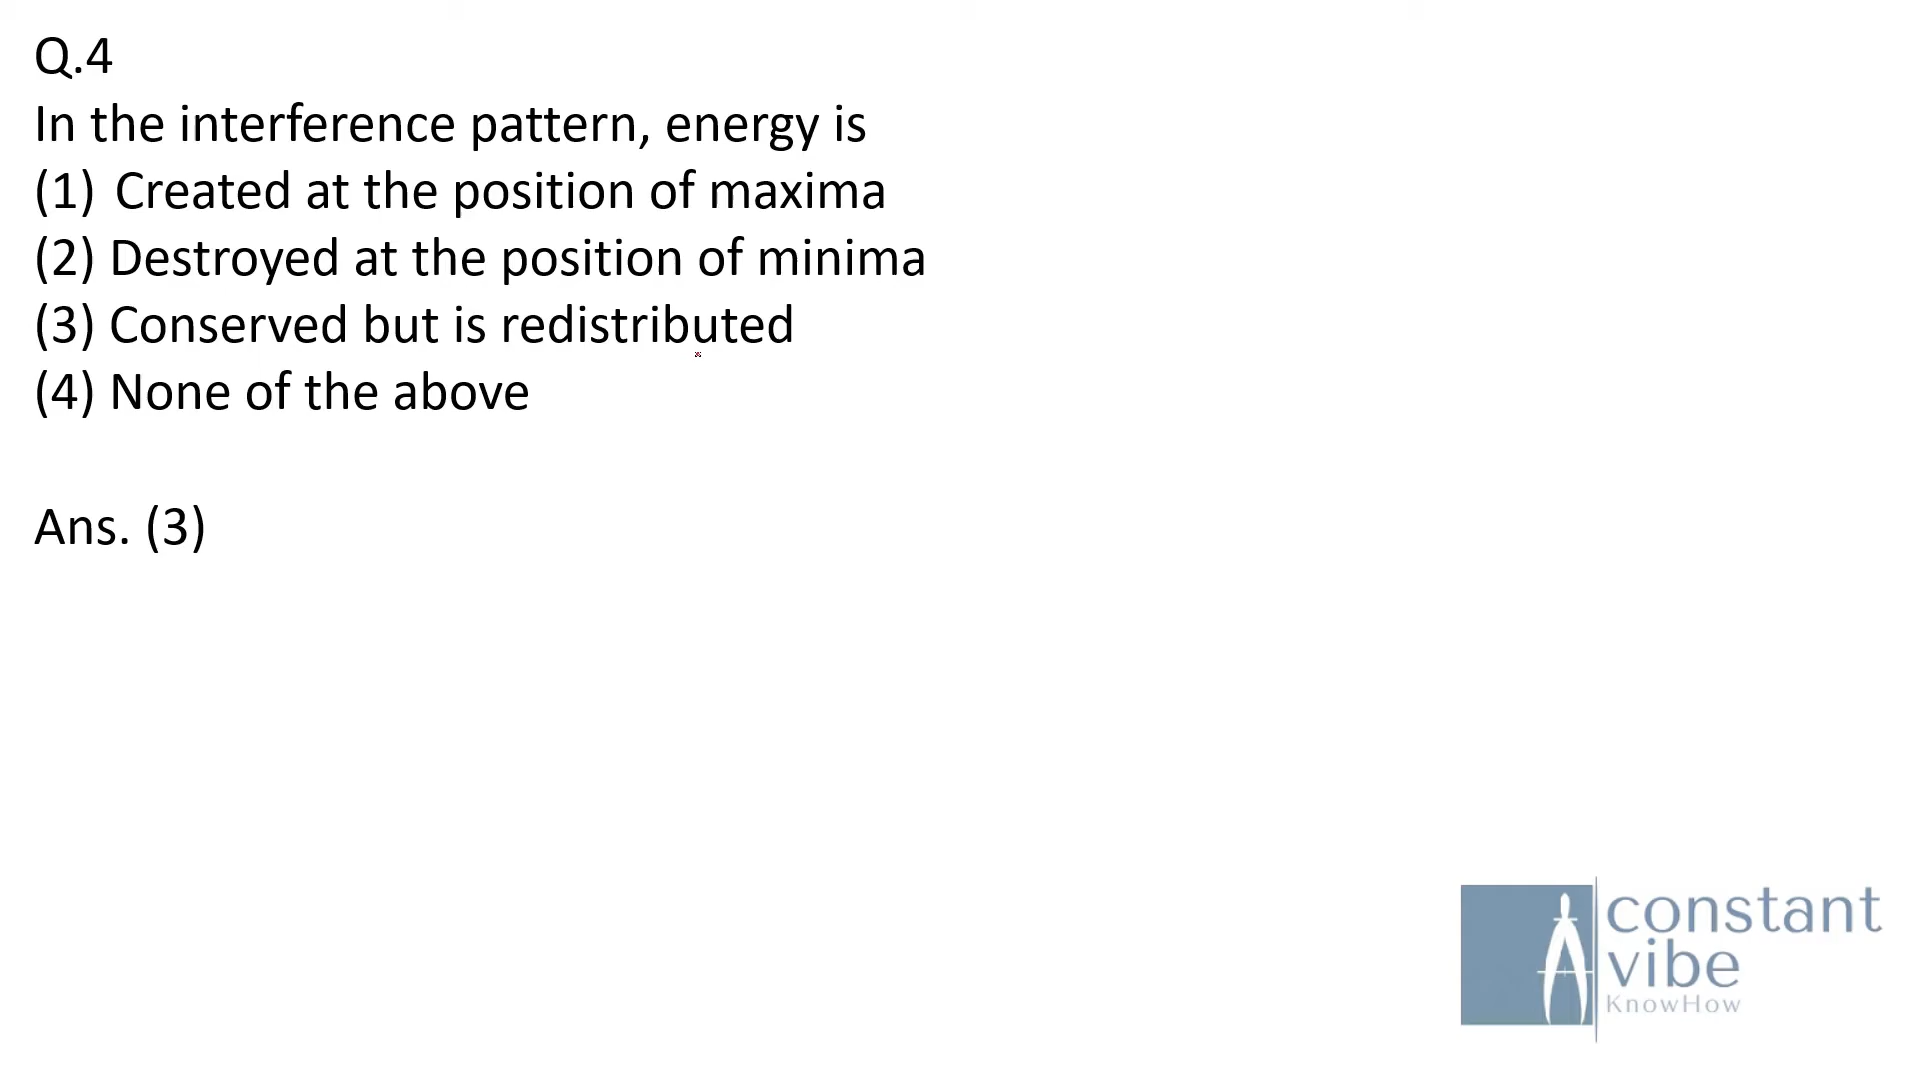 Q.4
In the interference pattern, energy is
(1) Created at the position of maxima
(2) Destroyed at the position of minima
(3) Conserved but is redistributed
(4) None of the above
Ans. (3)
constant
vibe
KnowHow